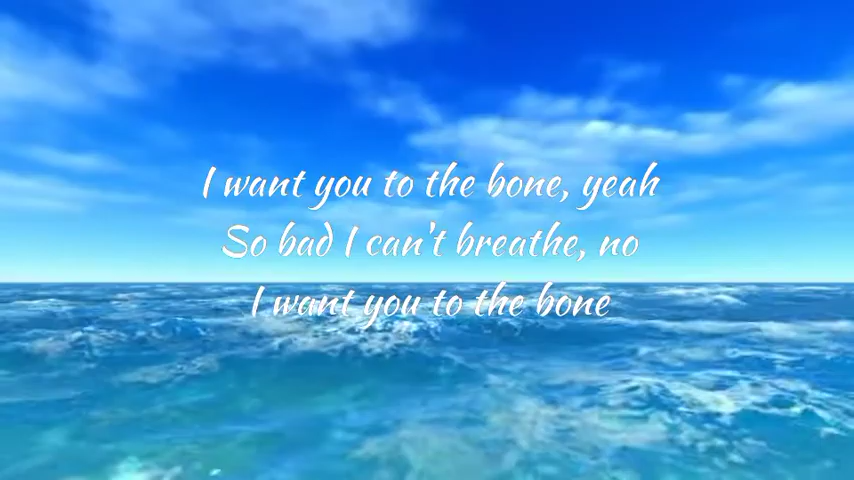 I want you to the bone, yeah
So bad I can't breathe, no
I want you to the bone